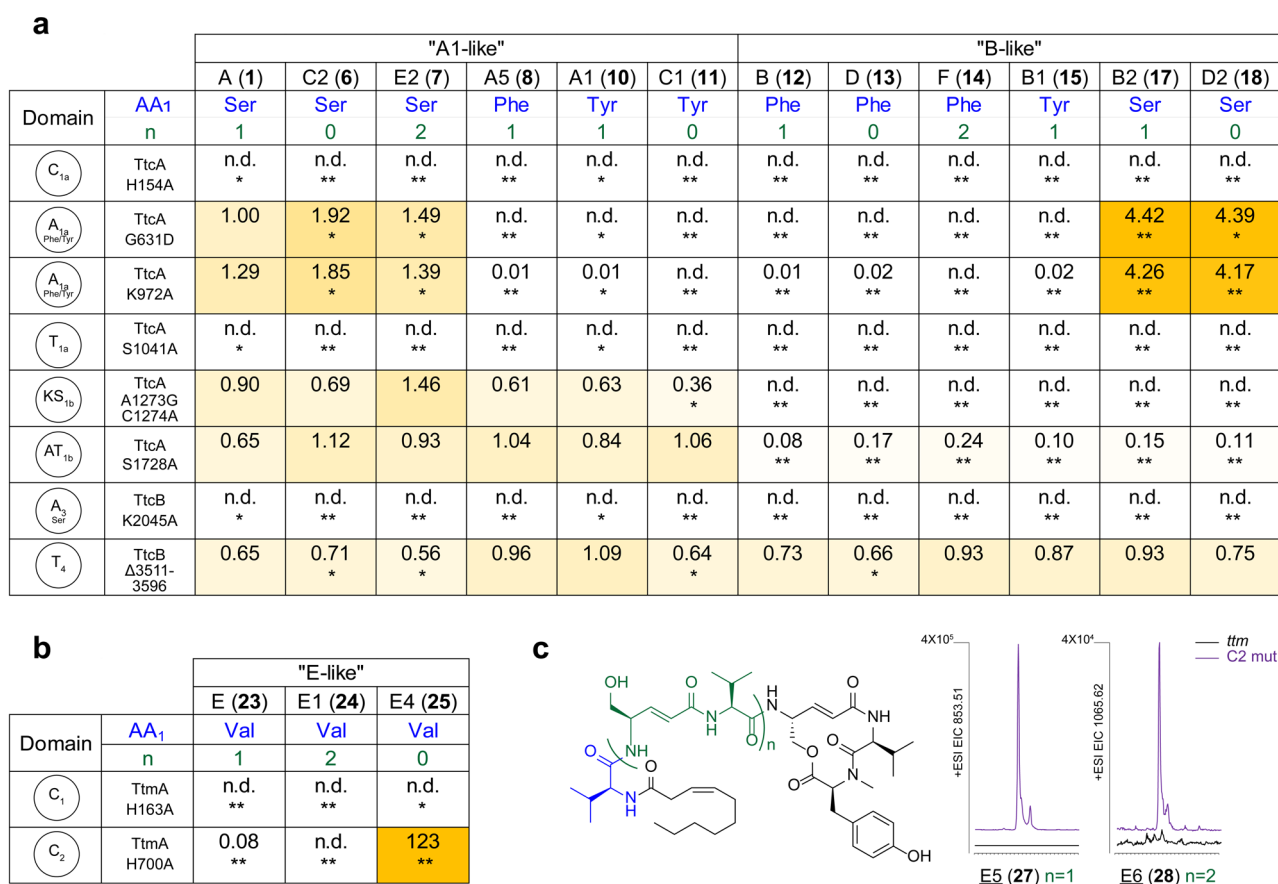 a
"A1-like" "B-like"
A (1) C2 (6) E2 (7) A5 (8) A1 (10) C1 (11) B (12) D (13) F (14) B1 (15) B2 (17) D2 (18)
Domain AA1 Ser Ser Ser Phe Tyr Tyr Phe Phe Phe Tyr Ser Ser
n 1 0 2 1 1 0 1 0 2 1 1 0
C1a TtcA H154A n.d. n.d. n.d. n.d. n.d. n.d. n.d. n.d. n.d. n.d. n.d. n.d.
* ** ** ** * ** ** ** ** ** ** **
A1a Phe/Tyr TtcA G631D 1.00 1.92 1.49 n.d. n.d. n.d. n.d. n.d. n.d. n.d. 4.42 4.39
* * ** * ** ** ** ** ** ** *
A1a Phe/Tyr TtcA K972A 1.29 1.85 1.39 0.01 0.01 n.d. 0.01 0.02 n.d. 0.02 4.26 4.17
* * ** * ** ** ** ** ** ** **
T1a TtcA S1041A n.d. n.d. n.d. n.d. n.d. n.d. n.d. n.d. n.d. n.d. n.d. n.d.
* ** ** ** * ** ** ** ** ** ** **
KS1b TtcA A1273G C1274A 0.90 0.69 1.46 0.61 0.63 0.36 n.d. n.d. n.d. n.d. n.d. n.d.
* ** ** ** ** ** **
AT1b TtcA S1728A 0.65 1.12 0.93 1.04 0.84 1.06 0.08 0.17 0.24 0.10 0.15 0.11
** ** ** ** ** **
A3 Ser TtcB K2045A n.d. n.d. n.d. n.d. n.d. n.d. n.d. n.d. n.d. n.d. n.d. n.d.
* ** ** ** * ** ** ** ** ** ** **
T4 TtcB Δ3511-3596 0.65 0.71 0.56 0.96 1.09 0.64 0.73 0.66 0.93 0.87 0.93 0.75
* * * *
b
"E-like"
E (23) E1 (24) E4 (25)
Domain AA1 Val Val Val
n 1 2 0
C1 TtmA H163A n.d. n.d. n.d.
** ** *
C2 TtmA H700A 0.08 n.d. 123
** ** **
c
OH O H N O
N H O n O N H
O N H O O N
O
H N O
OH
4X10⁵
+ESI EIC 853.51
E5 (27) n=1
4X10⁴
+ESI EIC 1065.62
E6 (28) n=2
ttm
C2 mut